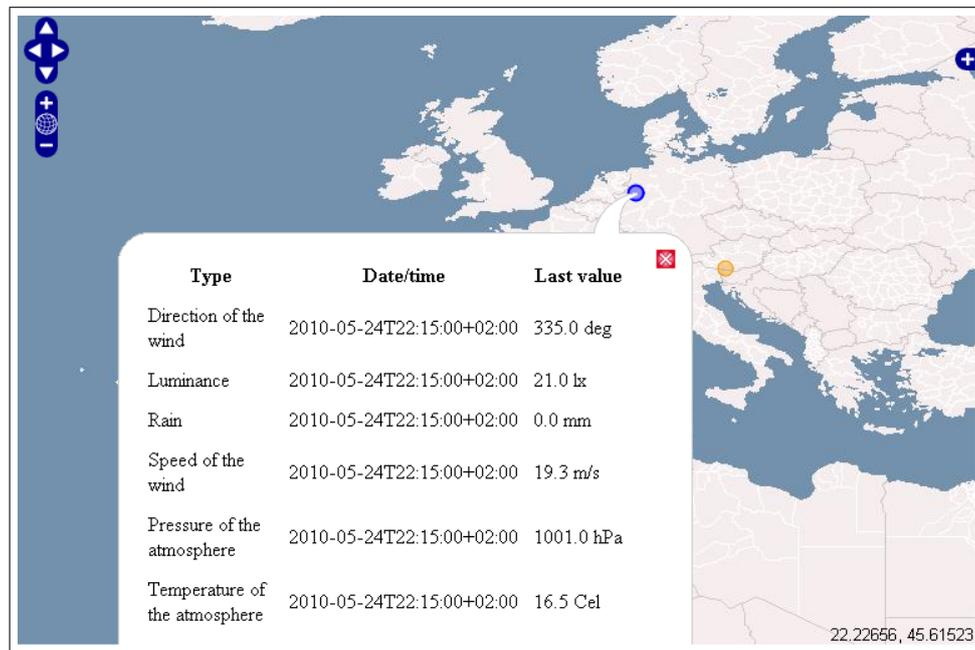 Type Date/time Last value
Direction of the
wind 2010-05-24T22:15:00+02:00 335.0 deg
Luminance 2010-05-24T22:15:00+02:00 21.0 lx
Rain 2010-05-24T22:15:00+02:00 0.0 mm
Speed of the
wind 2010-05-24T22:15:00+02:00 19.3 m/s
Pressure of the
atmosphere 2010-05-24T22:15:00+02:00 1001.0 hPa
Temperature of
the atmosphere 2010-05-24T22:15:00+02:00 16.5 Cel
22.22656, 45.61523